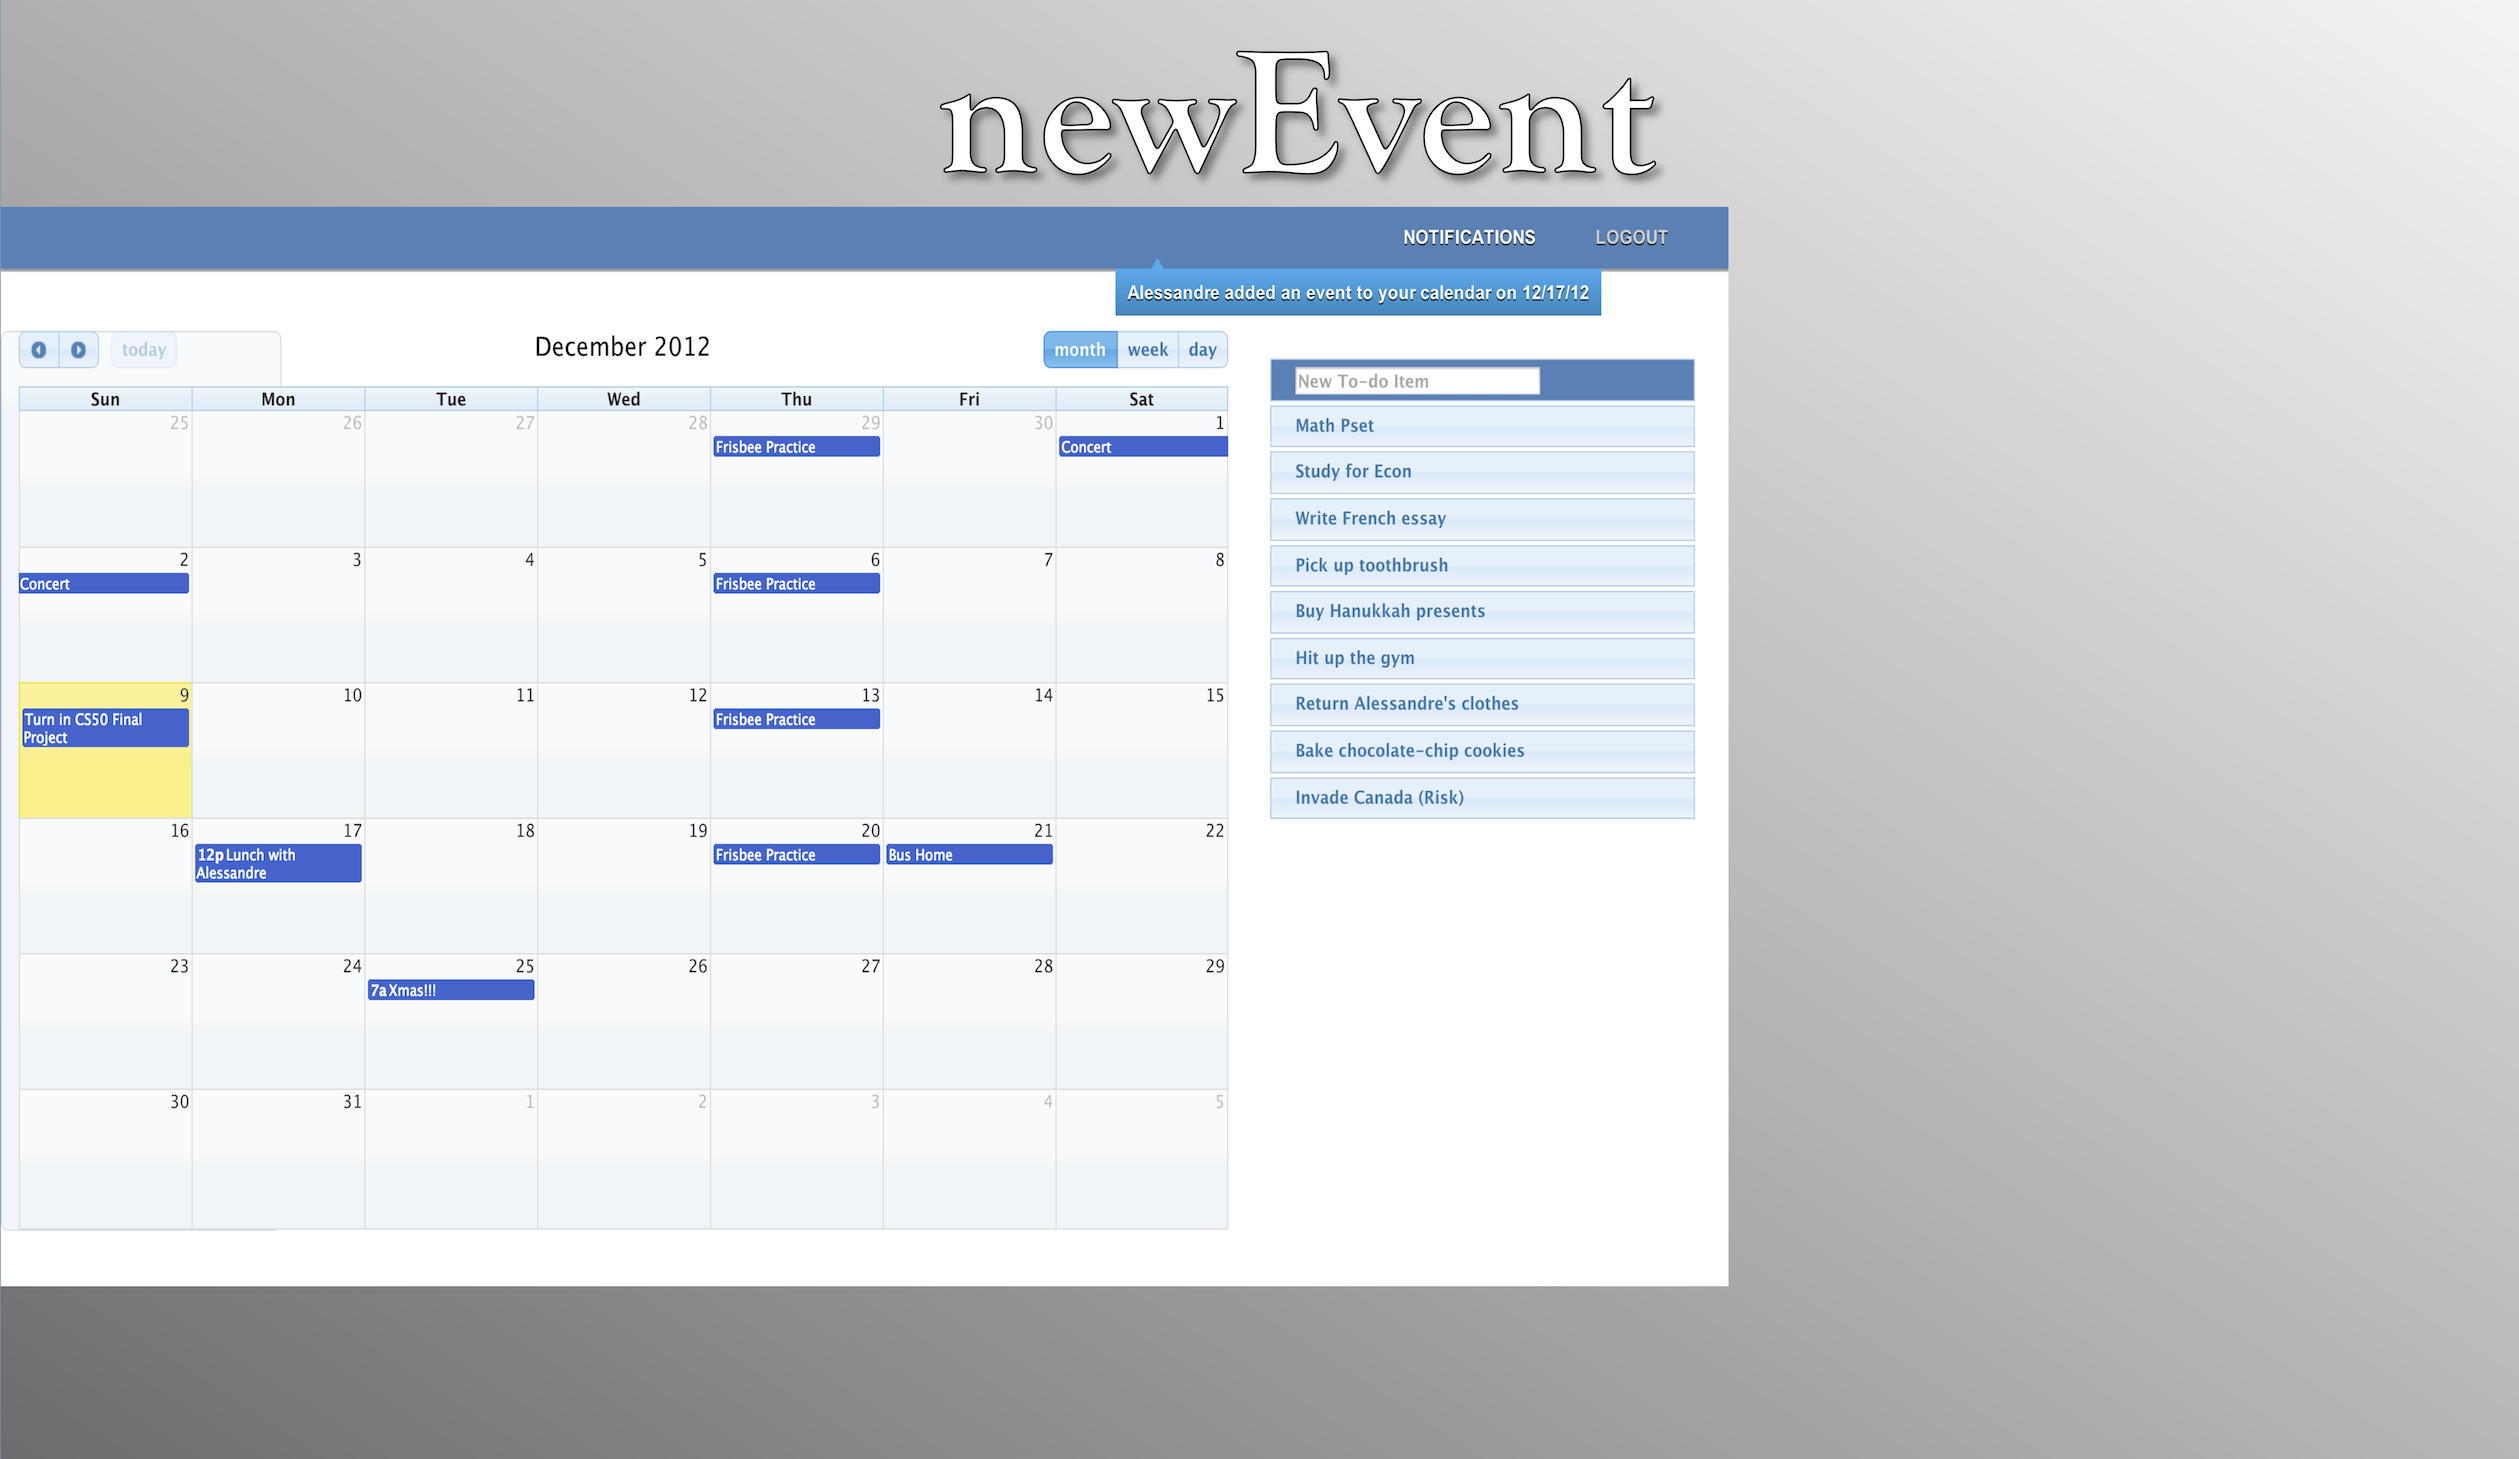 newEvent
NOTIFICATIONS LOGOUT
Alessandre added an event to your calendar on 12/17/12
today December 2012 month week day
Sun Mon Tue Wed Thu Fri Sat
25 26 27 28 29 30 1
Frisbee Practice Concert
2 3 4 5 6 7 8
Concert Frisbee Practice
9 10 11 12 13 14 15
Turn in CS50 Final Frisbee Practice
Project
16 17 18 19 20 21 22
12p Lunch with Frisbee Practice Bus Home
Alessandre
23 24 25 26 27 28 29
7a Xmas!!!
30 31 1 2 3 4 5
New To-do Item
Math Pset
Study for Econ
Write French essay
Pick up toothbrush
Buy Hanukkah presents
Hit up the gym
Return Alessandre's clothes
Bake chocolate-chip cookies
Invade Canada (Risk)